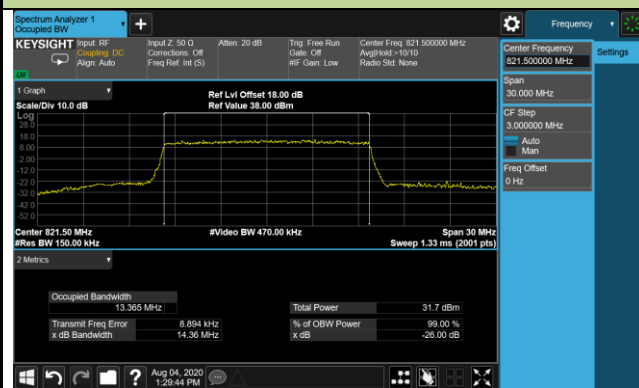 Spectrum Analyzer 1
Occupied BW
Frequency
KEYSIGHT
Input: RF
Coupling: DC
Align: Auto
Input Z: 50 Ω
Corrections: Off
Freq Ref: Int (S)
Atten: 20 dB
Trig: Free Run
Gate: Off
#IF Gain: Low
Center Freq: 821.500000 MHz
Avg|Hold:>10/10
Radio Std: None
Center Frequency
821.500000 MHz
Settings
Span
30.000 MHz
CF Step
3.000000 MHz
Auto
Man
Freq Offset
0 Hz
1 Graph
Scale/Div 10.0 dB
Ref Lvl Offset 18.00 dB
Ref Value 38.00 dBm
Log
28.0
18.0
8.00
-2.00
-12.0
-22.0
-32.0
-42.0
-52.0
Center 821.50 MHz
#Res BW 150.00 kHz
#Video BW 470.00 kHz
Span 30 MHz
Sweep 1.33 ms (2001 pts)
2 Metrics
Occupied Bandwidth
13.365 MHz
Total Power 31.7 dBm
Transmit Freq Error 8.894 kHz
% of OBW Power 99.00 %
x dB Bandwidth 14.36 MHz
x dB -26.00 dB
Aug 04, 2020
1:29:44 PM